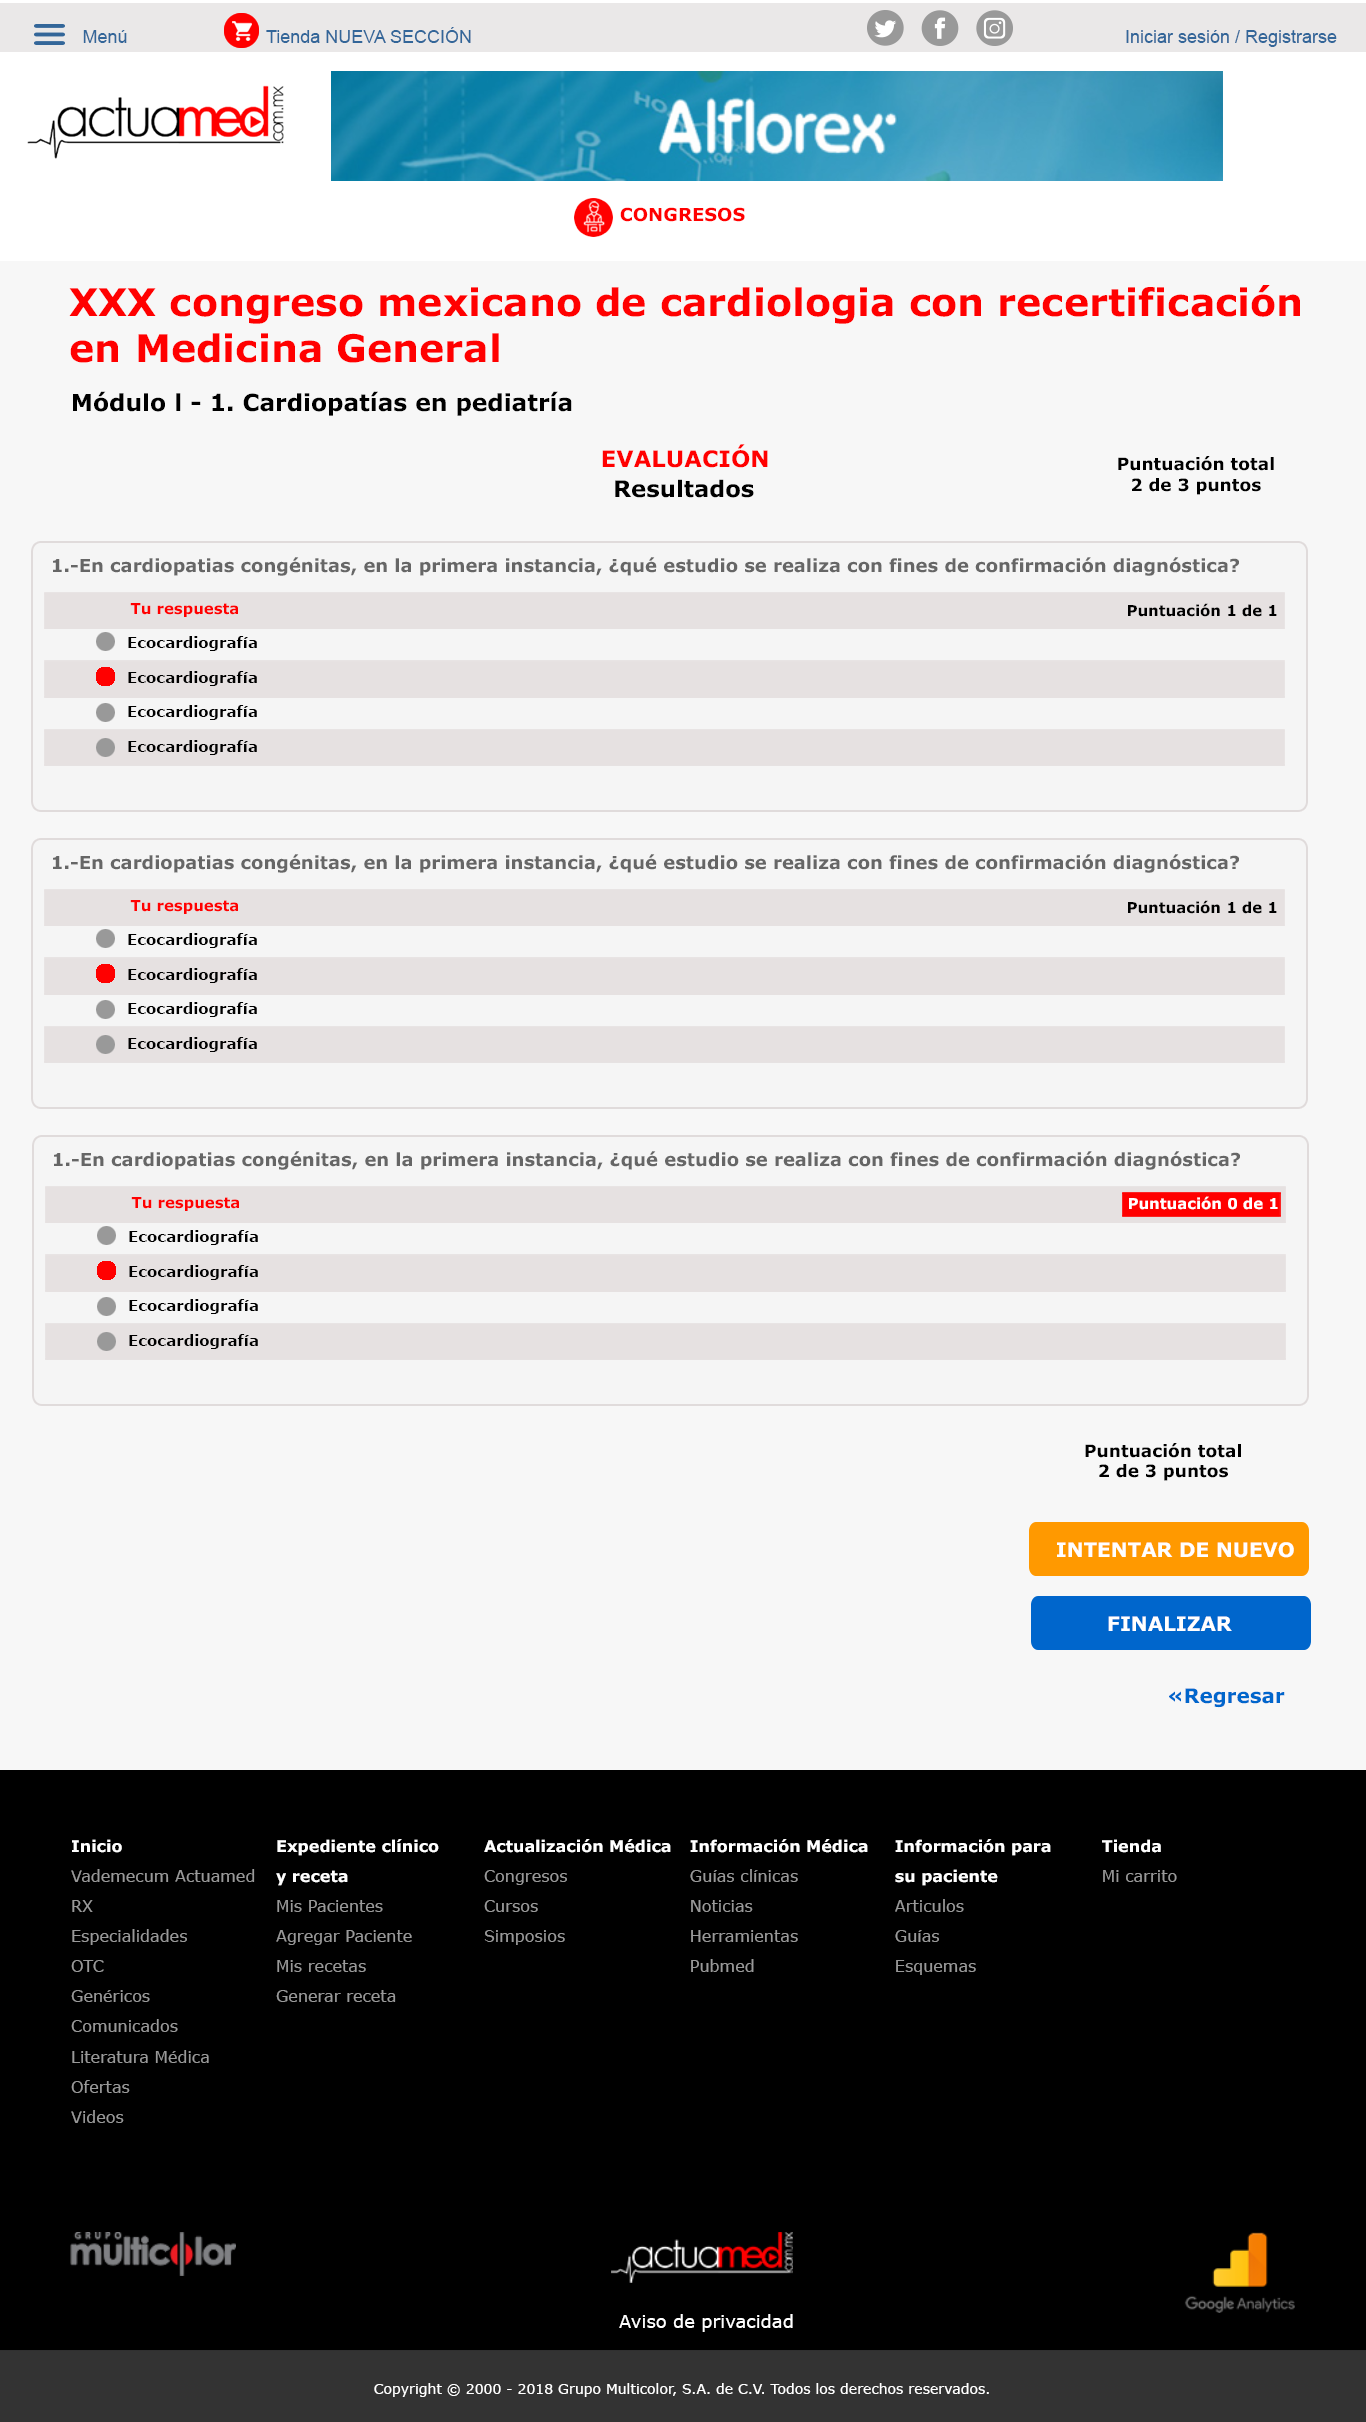 Menú
Tienda NUEVA SECCIÓN
Iniciar sesión / Registrarse
actuamed.com.mx
HO
Alflorex
OH
CONGRESOS
XXX congreso mexicano de cardiologia con recertificación
en Medicina General
Módulo l - 1. Cardiopatías en pediatría
EVALUACIÓN
Resultados
Puntuación total
2 de 3 puntos
1.-En cardiopatias congénitas, en la primera instancia, ¿qué estudio se realiza con fines de confirmación diagnóstica?
Tu respuesta
Puntuación 1 de 1
Ecocardiografía
Ecocardiografía
Ecocardiografía
Ecocardiografía
1.-En cardiopatias congénitas, en la primera instancia, ¿qué estudio se realiza con fines de confirmación diagnóstica?
Tu respuesta
Puntuación 1 de 1
Ecocardiografía
Ecocardiografía
Ecocardiografía
Ecocardiografía
1.-En cardiopatias congénitas, en la primera instancia, ¿qué estudio se realiza con fines de confirmación diagnóstica?
Tu respuesta
Puntuación 0 de 1
Ecocardiografía
Ecocardiografía
Ecocardiografía
Ecocardiografía
Puntuación total
2 de 3 puntos
INTENTAR DE NUEVO
FINALIZAR
«Regresar
Inicio
Vademecum Actuamed
RX
Especialidades
OTC
Genéricos
Comunicados
Literatura Médica
Ofertas
Videos
Expediente clínico
y receta
Mis Pacientes
Agregar Paciente
Mis recetas
Generar receta
Actualización Médica
Congresos
Cursos
Simposios
Información Médica
Guías clínicas
Noticias
Herramientas
Pubmed
Información para
su paciente
Articulos
Guías
Esquemas
Tienda
Mi carrito
GRUPO
multicolor
actuamed.com.mx
Google Analytics
Aviso de privacidad
Copyright © 2000 - 2018 Grupo Multicolor, S.A. de C.V. Todos los derechos reservados.